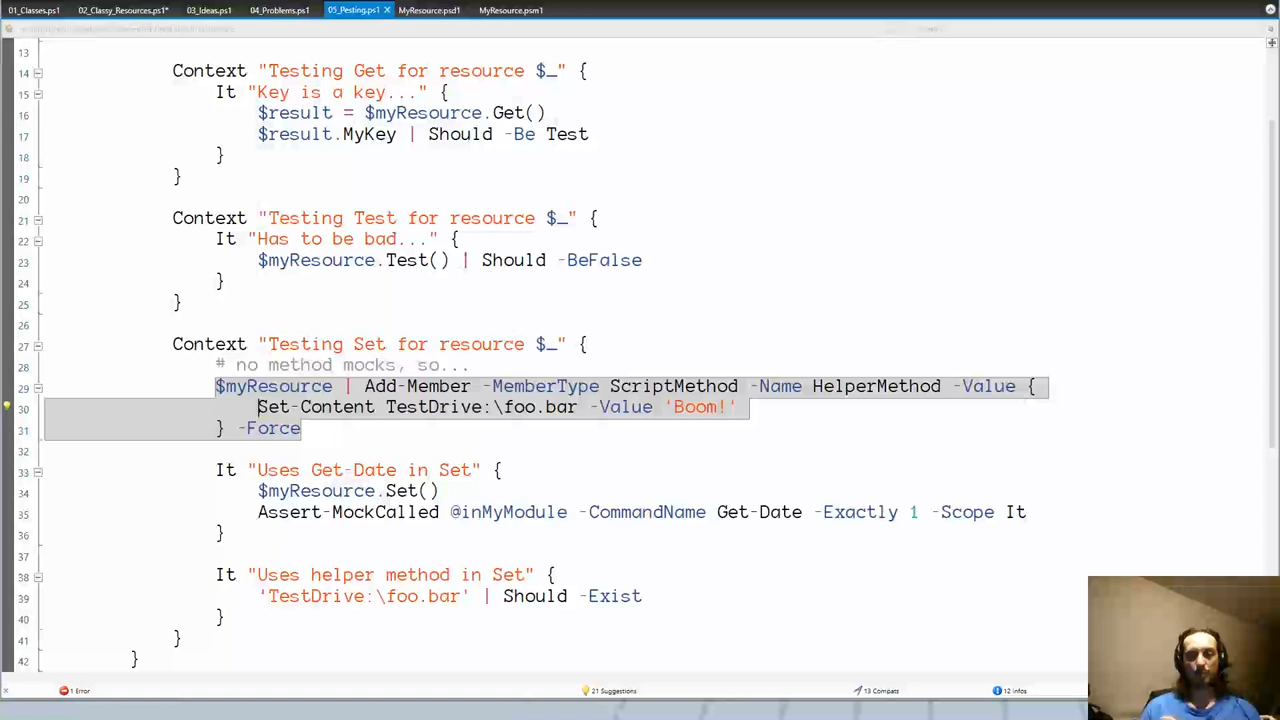 01_Classes.ps1 02_Classy_Resources.ps1* 03_Ideas.ps1 04_Problems.ps1 05_Pesting.ps1 MyResource.psd1 MyResource.psm1
13
14 Context "Testing Get for resource $_" {
15 It "Key is a key..." {
16 $result = $myResource.Get()
17 $result.MyKey | Should -Be Test
18 }
19 }
20
21 Context "Testing Test for resource $_" {
22 It "Has to be bad..." {
23 $myResource.Test() | Should -BeFalse
24 }
25 }
26
27 Context "Testing Set for resource $_" {
28 # no method mocks, so...
29 $myResource | Add-Member -MemberType ScriptMethod -Name HelperMethod -Value {
30 Set-Content TestDrive:\foo.bar -Value 'Boom!'
31 } -Force
32
33 It "Uses Get-Date in Set" {
34 $myResource.Set()
35 Assert-MockCalled @inMyModule -CommandName Get-Date -Exactly 1 -Scope It
36 }
37
38 It "Uses helper method in Set" {
39 'TestDrive:\foo.bar' | Should -Exist
40 }
41 }
42 }
1 Error 21 Suggestions 13 Compats 12 Infos